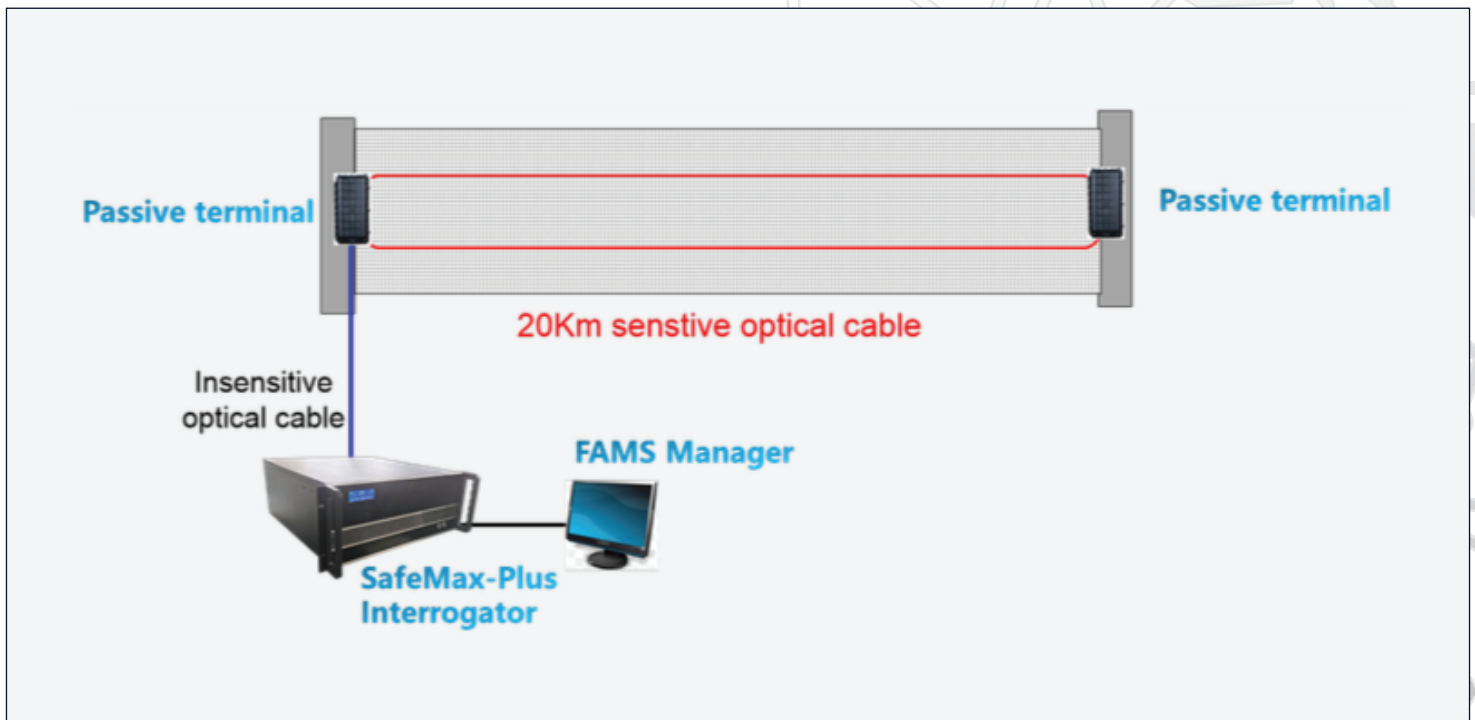 Passive terminal
Passive terminal
20Km senstive optical cable
Insensitive
optical cable
FAMS Manager
SafeMax-Plus
Interrogator